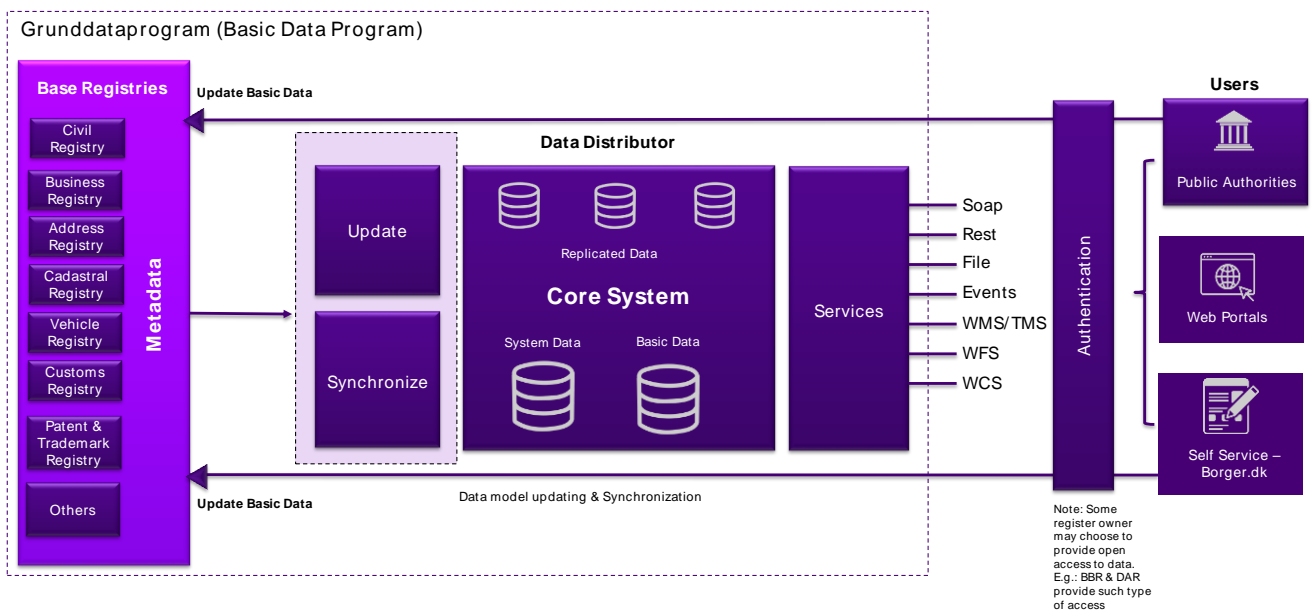 Grunddataprogram (Basic Data Program)
Base Registries
Civil
Registry
Business
Registry
Address
Registry
Cadastral
Registry
Vehicle
Registry
Customs
Registry
Patent &
Trademark
Registry
Others
Metadata
Update Basic Data
Update
Synchronize
Data Distributor
Replicated Data
Core System
System Data
Basic Data
Services
Soap
Rest
File
Events
WMS/TMS
WFS
WCS
Authentication
Users
Public Authorities
Web Portals
Self Service –
Borger.dk
Update Basic Data
Data model updating & Synchronization
Note: Some
register owner
may choose to
provide open
access to data.
E.g.: BBR & DAR
provide such type
of access